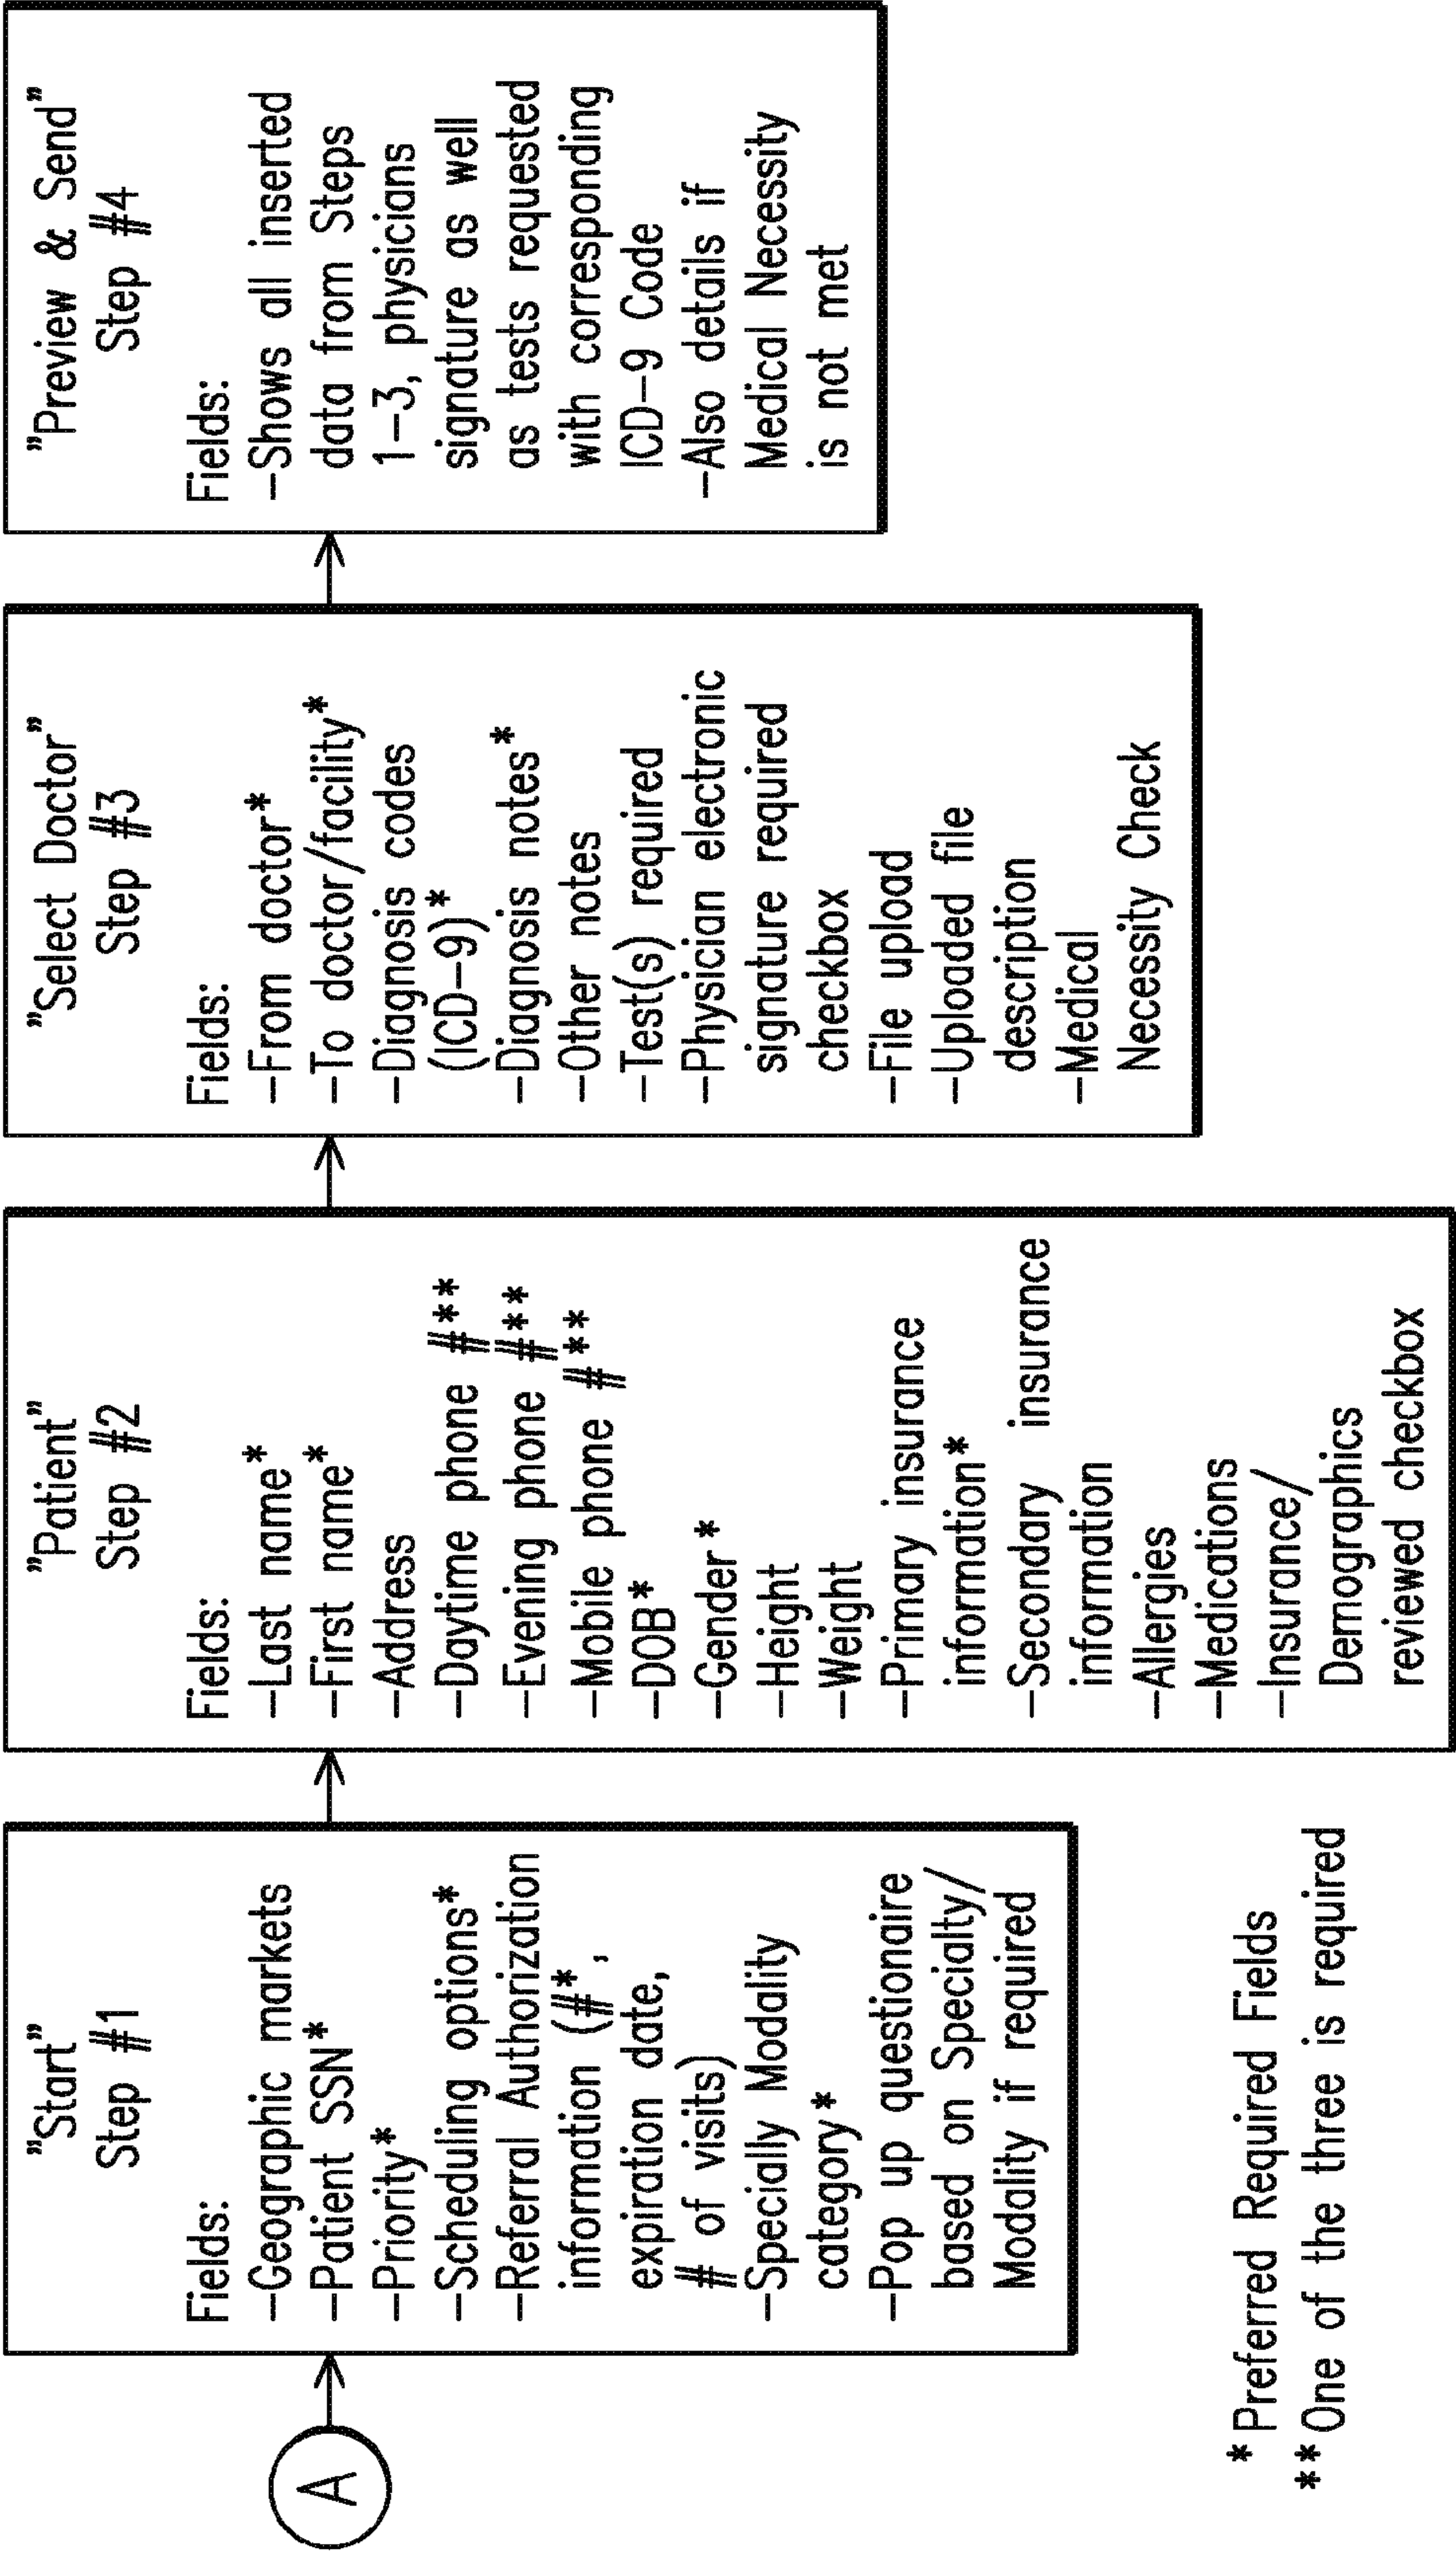 A
"Start"
Step #1
Fields:
-Geographic markets
-Patient SSN*
-Priority*
-Scheduling options*
-Referral Authorization
information (#*,
expiration date,
# of visits)
-Specially Modality
category*
-Pop up questionaire
based on Specialty/
Modality if required
"Patient"
Step #2
Fields:
-Last name*
-First name*
-Address
-Daytime phone #**
-Evening phone #**
-Mobile phone #**
-DOB*
-Gender*
-Height
-Weight
-Primary insurance
information*
-Secondary insurance
information
-Allergies
-Medications
-Insurance/
Demographics
reviewed checkbox
"Select Doctor"
Step #3
Fields:
-From doctor*
-To doctor/facility*
-Diagnosis codes
(ICD-9)*
-Diagnosis notes*
-Other notes
-Test(s) required
-Physician electronic
signature required
checkbox
-File upload
-Uploaded file
description
-Medical
Necessity Check
"Preview & Send"
Step #4
Fields:
-Shows all inserted
data from Steps
1-3, physicians
signature as well
as tests requested
with corresponding
ICD-9 Code
-Also details if
Medical Necessity
is not met
* Preferred Required Fields
** One of the three is required